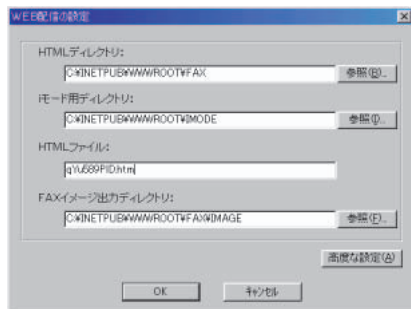 WEB配信の設定
HTMLディレクトリ:
C:¥INETPUB¥WWWROOT¥FAX
参照(B)..
iモード用ディレクトリ:
C:¥INETPUB¥WWWROOT¥IMODE
参照(I)..
HTMLファイル:
qYu589PID.htm
FAXイメージ出力ディレクトリ:
C:¥INETPUB¥WWWROOT¥FAX¥IMAGE
参照(F)..
高度な設定(A)
OK
キャンセル